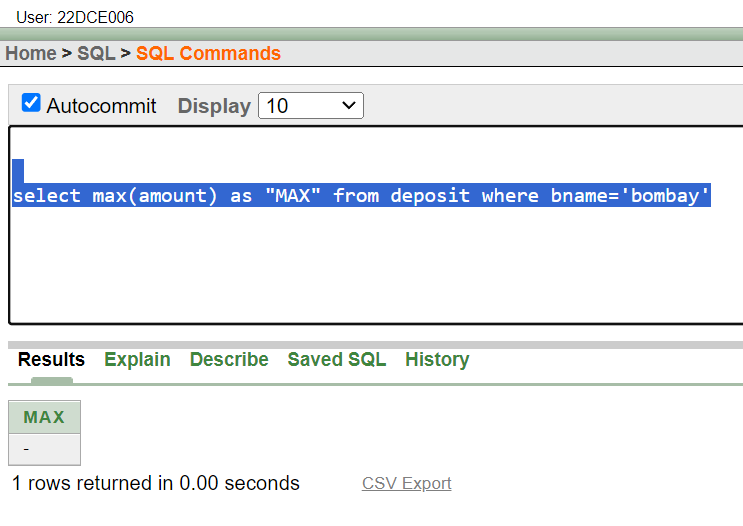 User: 22DCE006
Home > SQL > SQL Commands
Autocommit Display 10
select max(amount) as "MAX" from deposit where bname='bombay'
Results Explain Describe Saved SQL History
MAX
-
1 rows returned in 0.00 seconds CSV Export